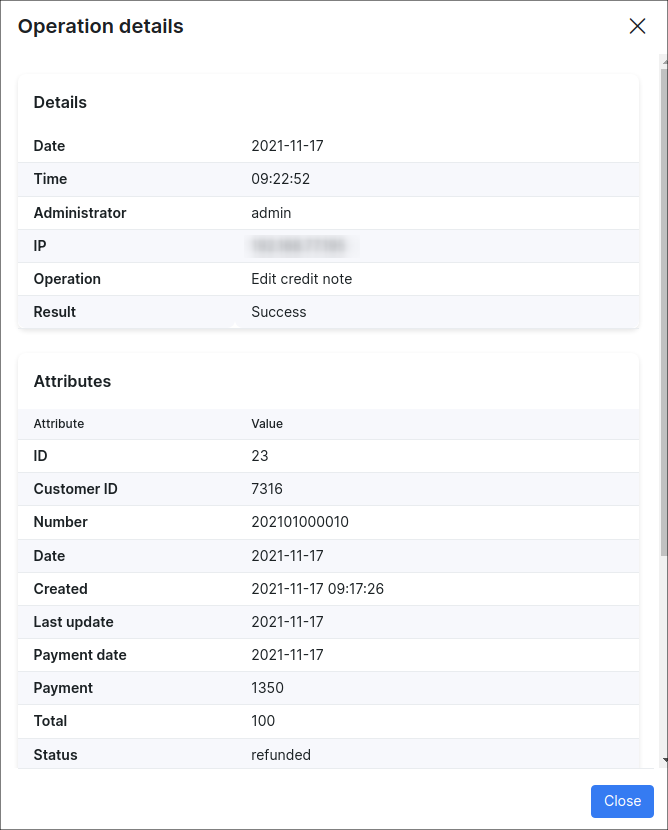 Operation details
Details
Date 2021-11-17
Time 09:22:52
Administrator admin
IP
Operation Edit credit note
Result Success
Attributes
Attribute Value
ID 23
Customer ID 7316
Number 202101000010
Date 2021-11-17
Created 2021-11-17 09:17:26
Last update 2021-11-17
Payment date 2021-11-17
Payment 1350
Total 100
Status refunded
Close